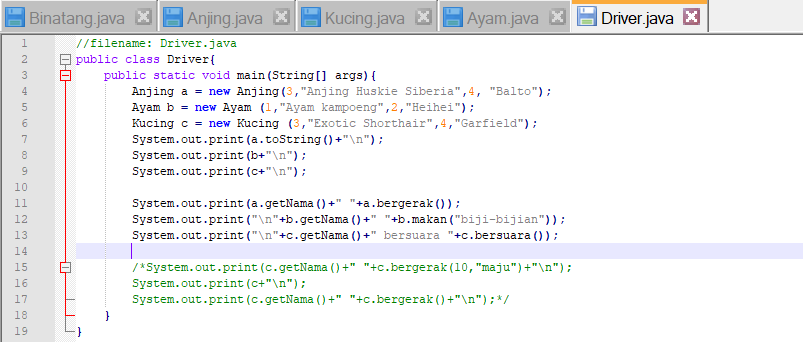 Binatang.java Anjing.java Kucing.java Ayam.java Driver.java
1 //filename: Driver.java
2 public class Driver{
3 public static void main(String[] args){
4 Anjing a = new Anjing(3,"Anjing Huskie Siberia",4, "Balto");
5 Ayam b = new Ayam (1,"Ayam kampoeng",2,"Heihei");
6 Kucing c = new Kucing (3,"Exotic Shorthair",4,"Garfield");
7 System.out.print(a.toString()+"\n");
8 System.out.print(b+"\n");
9 System.out.print(c+"\n");
10
11 System.out.print(a.getNama()+" "+a.bergerak());
12 System.out.print("\n"+b.getNama()+" "+b.makan("biji-bijian"));
13 System.out.print("\n"+c.getNama()+" bersuara "+c.bersuara());
14
15 /*System.out.print(c.getNama()+" "+c.bergerak(10,"maju")+"\n");
16 System.out.print(c+"\n");
17 System.out.print(c.getNama()+" "+c.bergerak()+"\n");*/
18 }
19 }